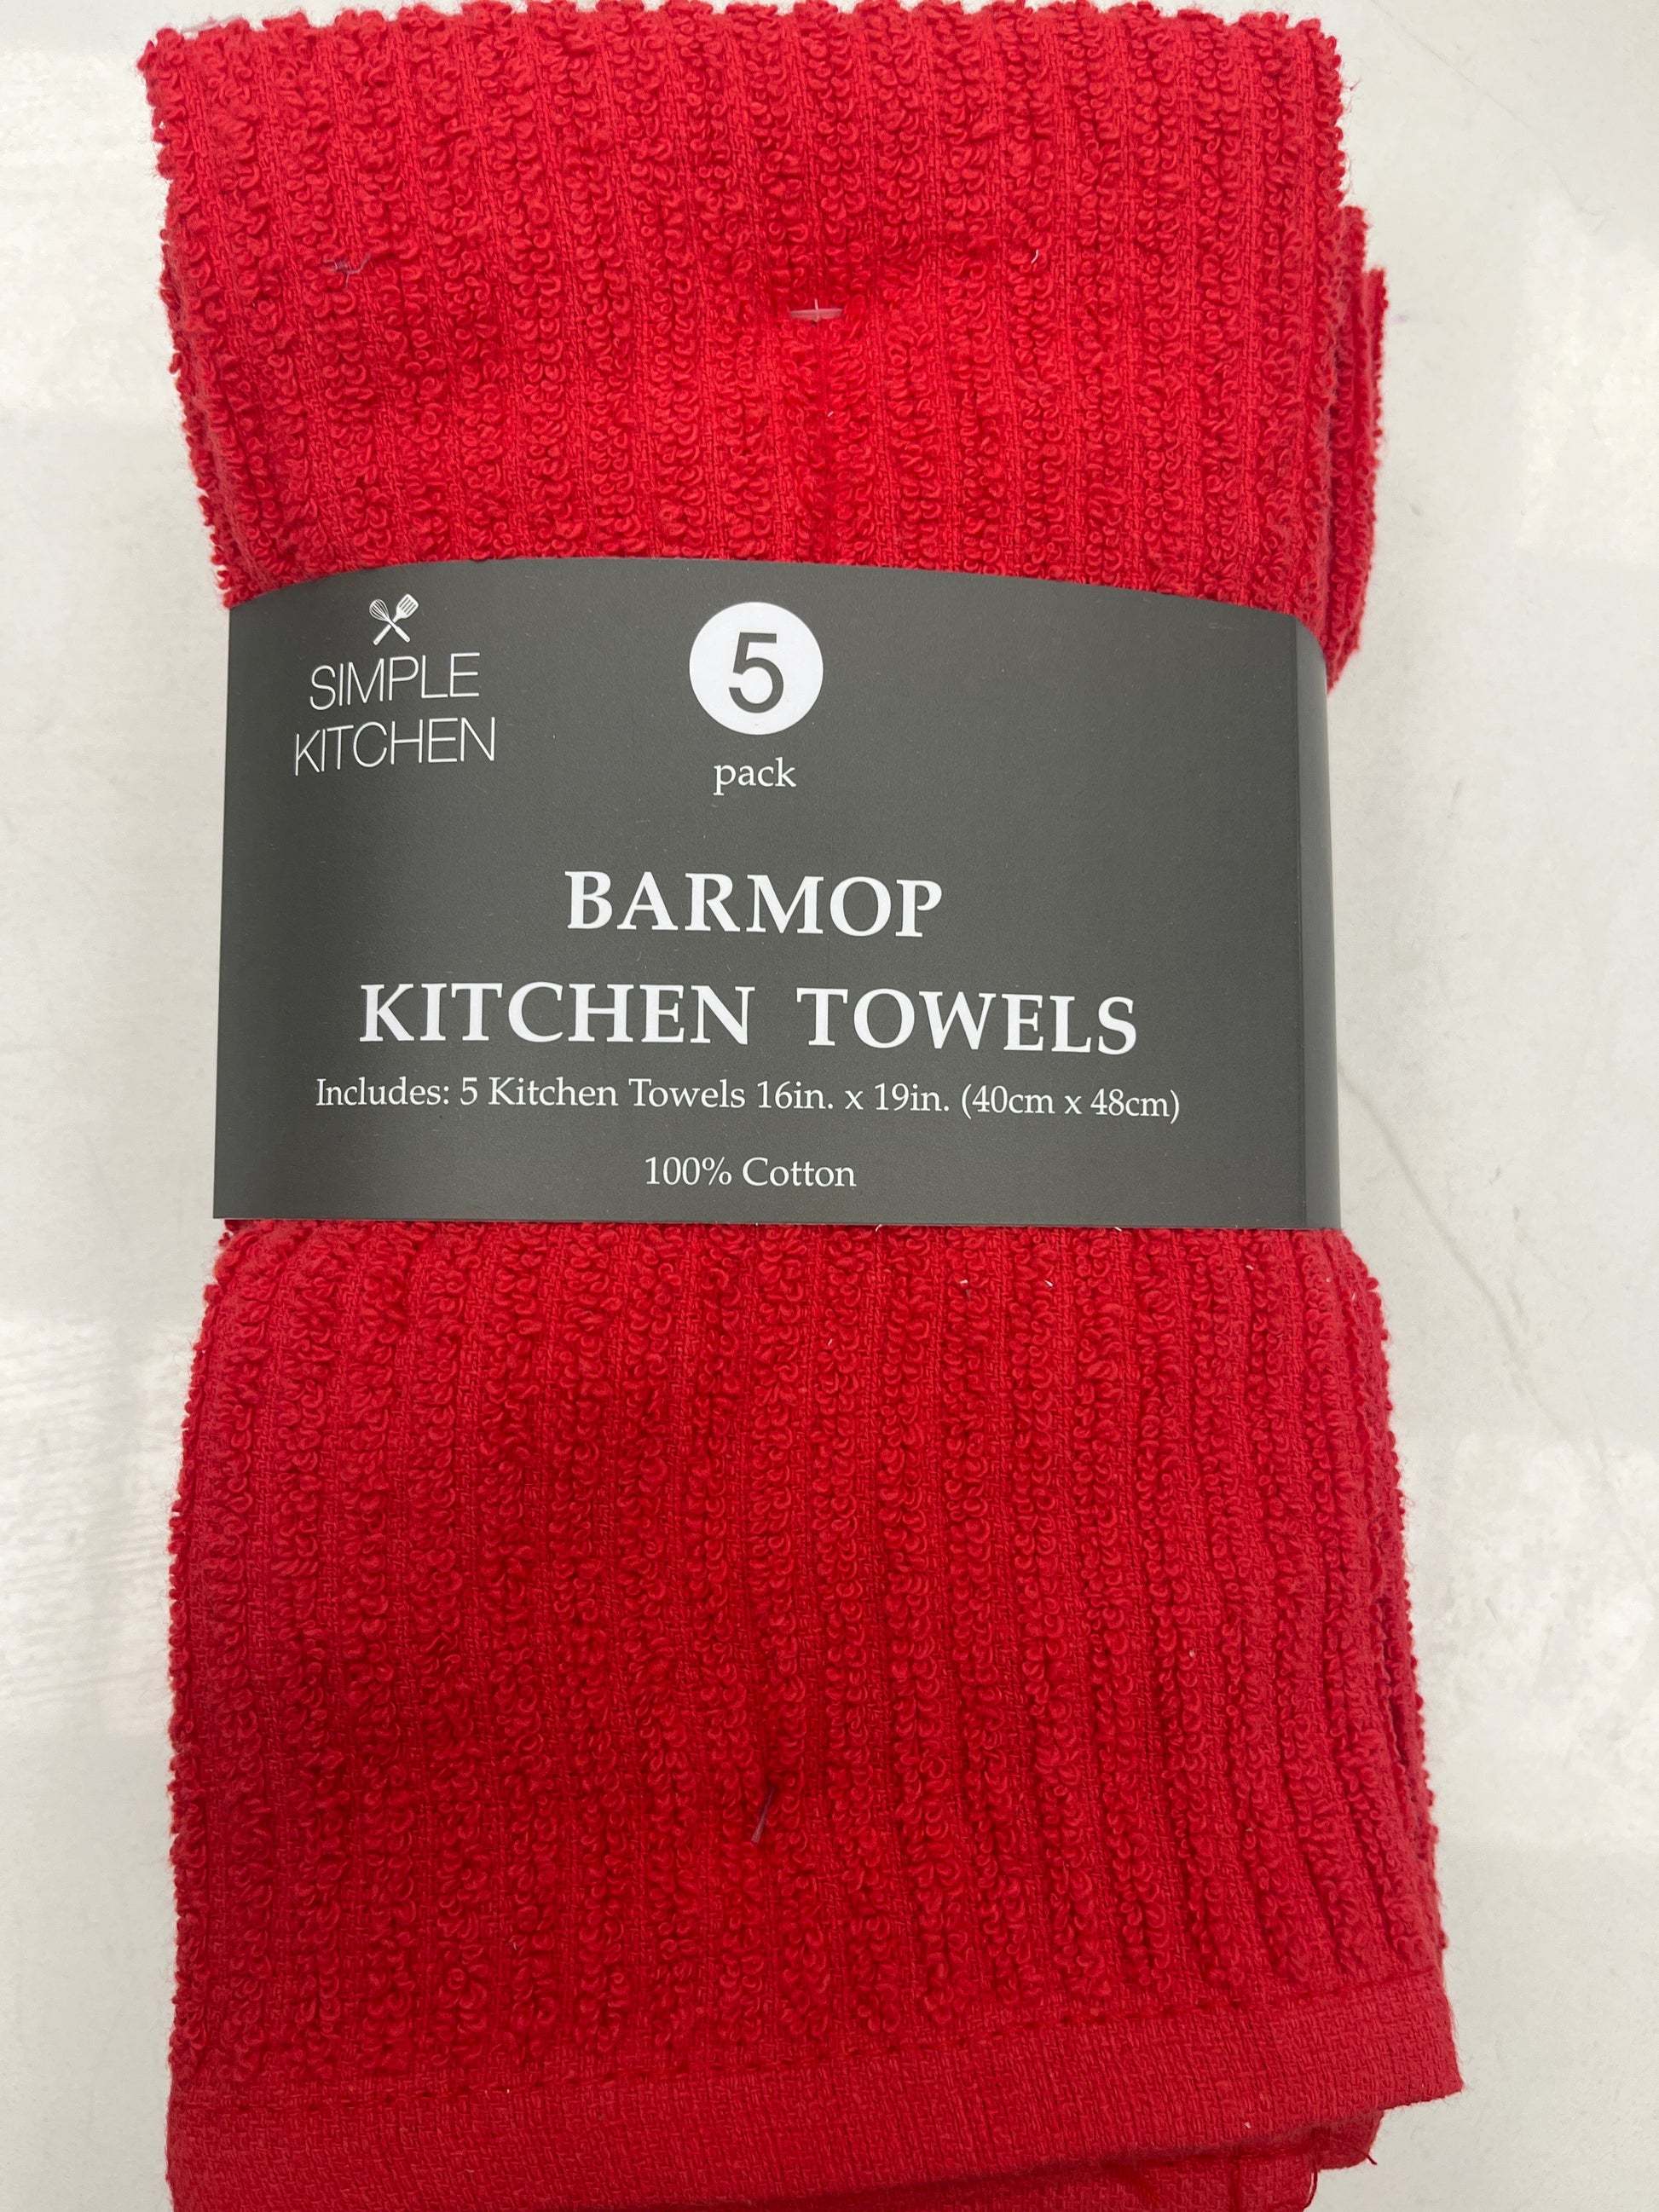 SIMPLE
KITCHEN
5
pack
BARMOP
KITCHEN TOWELS
Includes: 5 Kitchen Towels 16in. x 19in. (40cm x 48cm)
100% Cotton